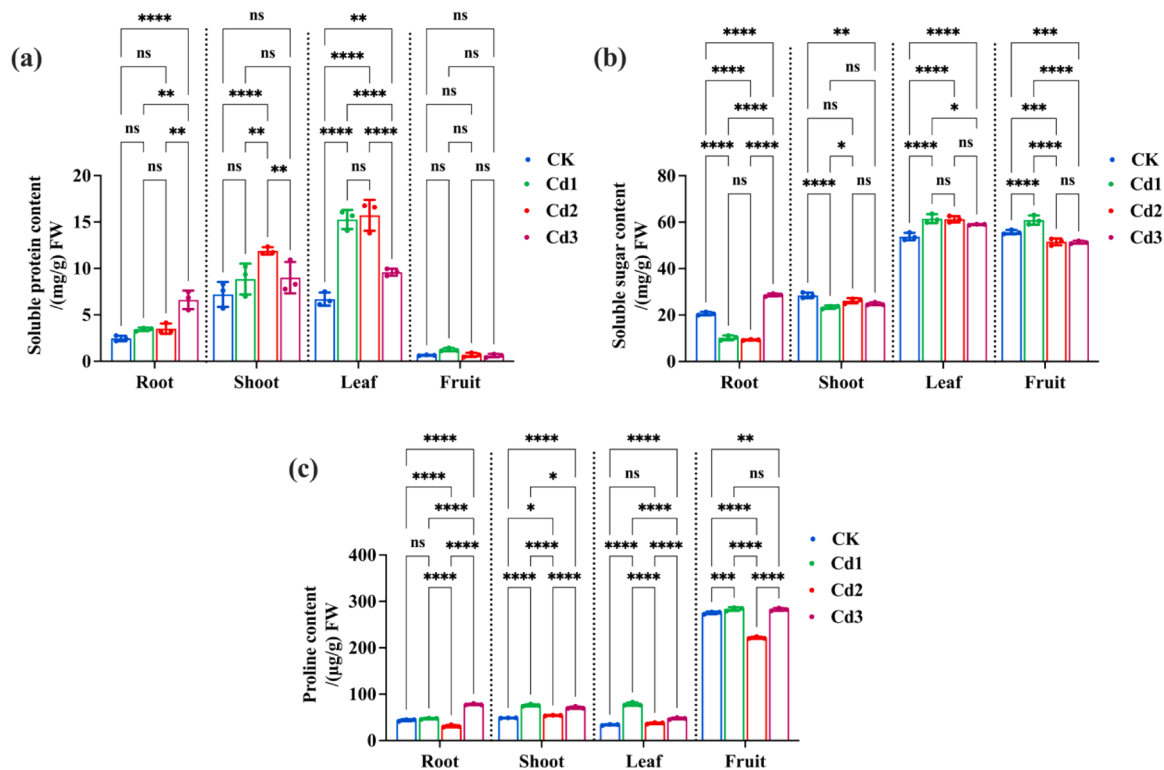 (a)
**** ns ** ns
ns ns **** ns
** **** **** ns
ns ** ns ** **** **** ns ns
ns ns ns ns
20
15
10
5
0
Soluble protein content
/(mg/g) FW
Root Shoot Leaf Fruit
CK
Cd1
Cd2
Cd3
(b)
**** ** **** ***
**** ns **** ****
**** ns * ***
**** **** * **** ns ****
ns **** ns ns **** ns
80
60
40
20
0
Soluble sugar content
/(mg/g) FW
Root Shoot Leaf Fruit
CK
Cd1
Cd2
Cd3
(c)
**** **** **** **
**** * ns ns
**** * **** ****
ns **** **** **** **** ****
**** **** **** **** *** ****
400
300
200
100
0
Proline content
/(μg/g) FW
Root Shoot Leaf Fruit
CK
Cd1
Cd2
Cd3